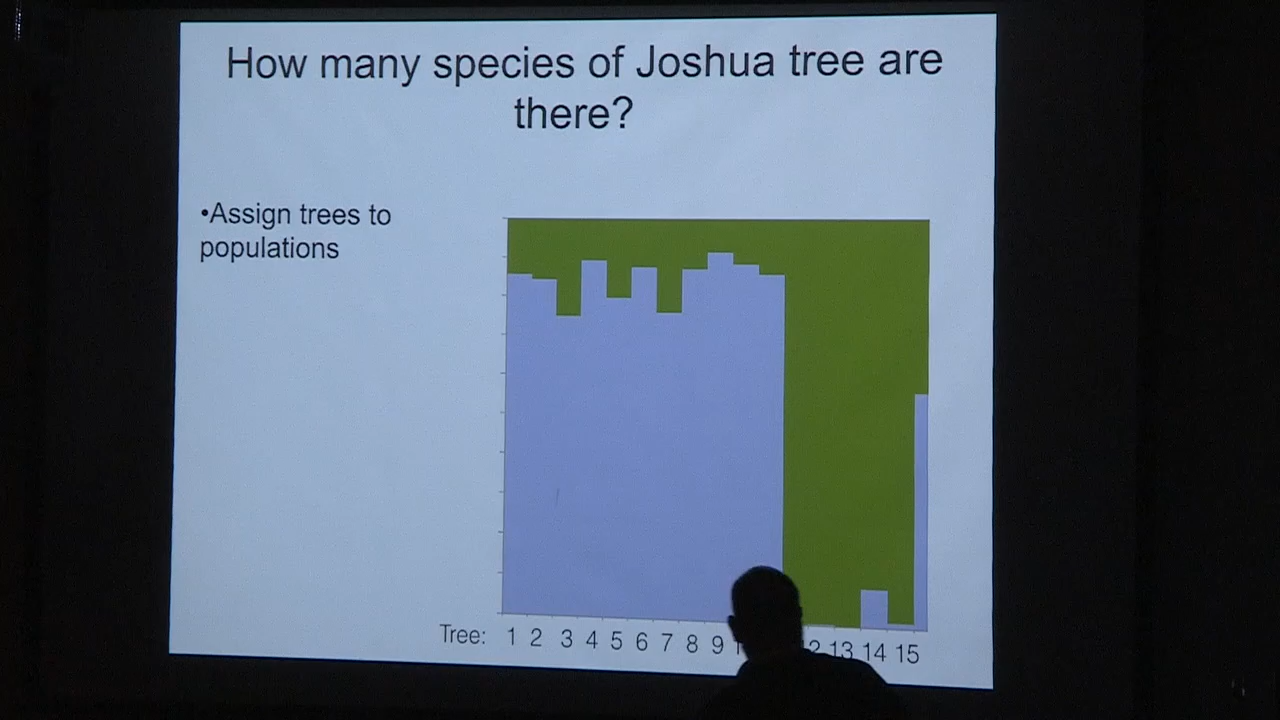 How many species of Joshua tree are
there?
•Assign trees to
populations
Tree: 1 2 3 4 5 6 7 8 9 13 14 15